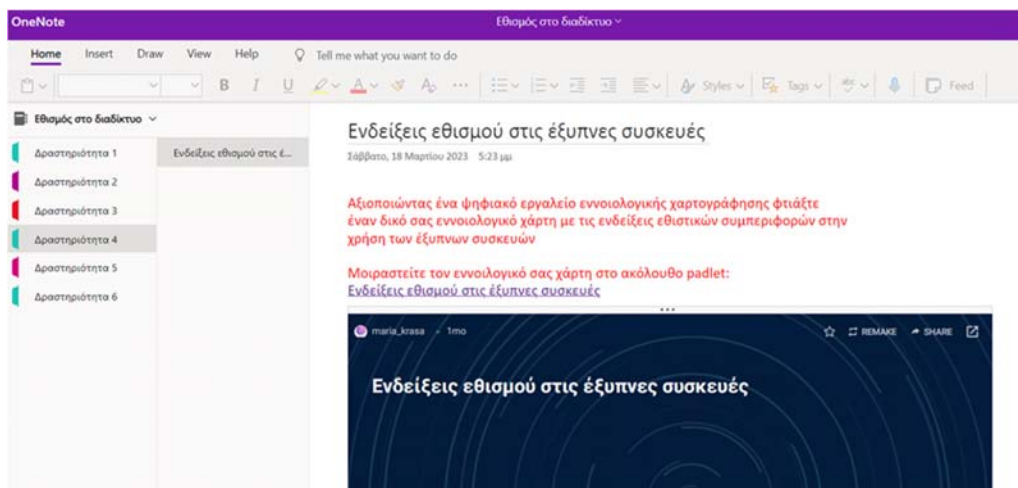 OneNote
Εθισμός στο διαδίκτυο
Home Insert Draw View Help Tell me what you want to do
B I U A A ... Styles Tags abc Feed
Εθισμός στο διαδίκτυο
Δραστηριότητα 1
Δραστηριότητα 2
Δραστηριότητα 3
Δραστηριότητα 4
Δραστηριότητα 5
Δραστηριότητα 6
Ενδείξεις εθισμού στις έ...
Ενδείξεις εθισμού στις έξυπνες συσκευές
Σάββατο, 18 Μαρτίου 2023 5:23 μμ
Αξιοποιώντας ένα ψηφιακό εργαλείο εννοιολογικής χαρτογράφησης φτιάξτε
έναν δικό σας εννοιολογικό χάρτη με τις ενδείξεις εθιστικών συμπεριφορών στην
χρήση των έξυπνων συσκευών
Μοιραστείτε τον εννοιλογικό σας χάρτη στο ακόλουθο padlet:
Ενδείξεις εθισμού στις έξυπνες συσκευές
maria_krasa 1mo REMAKE SHARE
Ενδείξεις εθισμού στις έξυπνες συσκευές